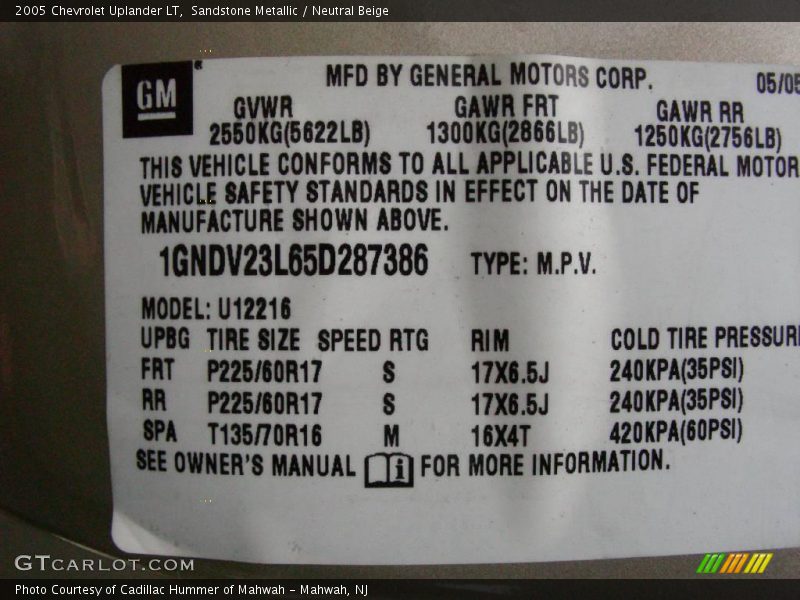 2005 Chevrolet Uplander LT,  Sandstone Metallic / Neutral Beige
GM
MFD BY GENERAL MOTORS CORP. 05/05
GVWR GAWR FRT GAWR RR
2550KG(5622LB) 1300KG(2866LB) 1250KG(2756LB)
THIS VEHICLE CONFORMS TO ALL APPLICABLE U.S. FEDERAL MOTOR
VEHICLE SAFETY STANDARDS IN EFFECT ON THE DATE OF
MANUFACTURE SHOWN ABOVE.
1GNDV23L65D287386 TYPE: M.P.V.
MODEL: U12216
UPBG TIRE SIZE SPEED RTG RIM COLD TIRE PRESSURE
FRT P225/60R17 S 17X6.5J 240KPA(35PSI)
RR P225/60R17 S 17X6.5J 240KPA(35PSI)
SPA T135/70R16 M 16X4T 420KPA(60PSI)
SEE OWNER'S MANUAL i FOR MORE INFORMATION.
GTCARLOT.COM
Photo Courtesy of Cadillac Hummer of Mahwah - Mahwah, NJ